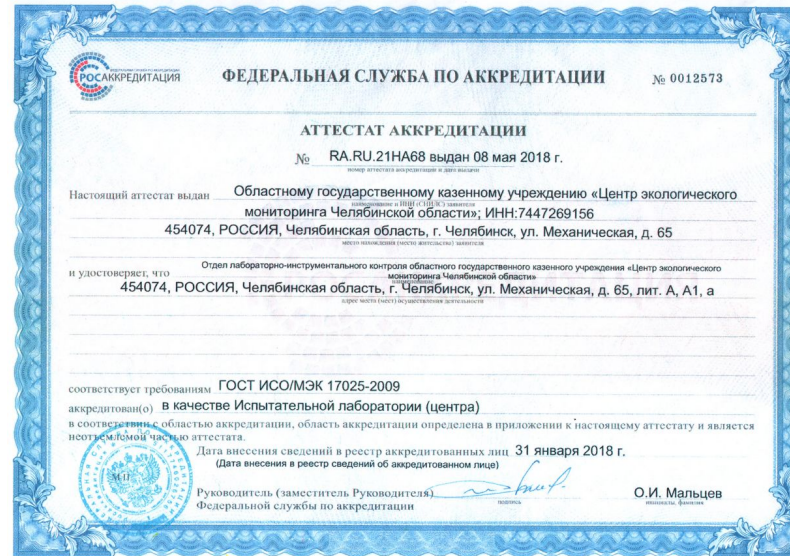 ФЕДЕРАЛЬНАЯ СЛУЖБА ПО АККРЕДИТАЦИИ
РОСАККРЕДИТАЦИЯ
ФЕДЕРАЛЬНАЯ СЛУЖБА ПО АККРЕДИТАЦИИ
№ 0012573
АТТЕСТАТ АККРЕДИТАЦИИ
№ RA.RU.21НА68 выдан 08 мая 2018 г.
номер аттестата аккредитации и дата выдачи
Настоящий аттестат выдан Областному государственному казенному учреждению «Центр экологического
наименование и ИНН (СНИЛС) заявителя
мониторинга Челябинской области»; ИНН:7447269156
454074, РОССИЯ, Челябинская область, г. Челябинск, ул. Механическая, д. 65
место нахождения (место жительства) заявителя
и удостоверяет, что Отдел лабораторно-инструментального контроля областного государственного казенного учреждения «Центр экологического
мониторинга Челябинской области»
наименование
454074, РОССИЯ, Челябинская область, г. Челябинск, ул. Механическая, д. 65, лит. А, А1, а
адрес места (мест) осуществления деятельности
соответствует требованиям ГОСТ ИСО/МЭК 17025-2009
аккредитован(о) в качестве Испытательной лаборатории (центра)
в соответствии с областью аккредитации, область аккредитации определена в приложении к настоящему аттестату и является
неотъемлемой частью аттестата.
Дата внесения сведений в реестр аккредитованных лиц 31 января 2018 г.
(Дата внесения в реестр сведений об аккредитованном лице)
М.П.
Руководитель (заместитель Руководителя)
Федеральной службы по аккредитации
подпись
О.И. Мальцев
инициалы, фамилия